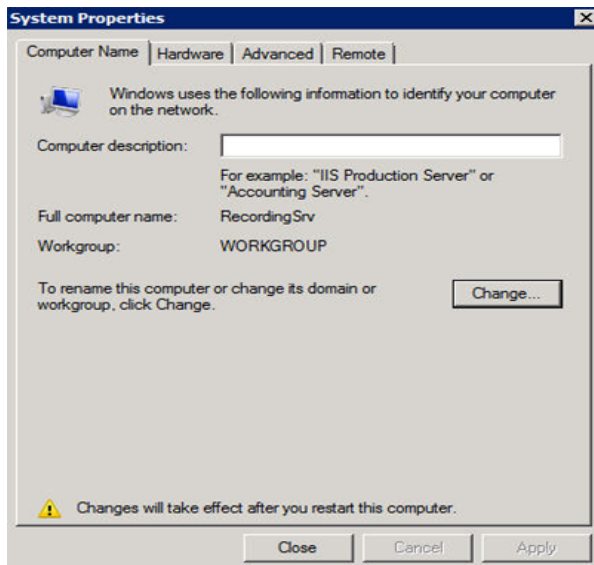 System Properties
Computer Name Hardware Advanced Remote
Windows uses the following information to identify your computer
on the network.
Computer description:
For example: "IIS Production Server" or
"Accounting Server".
Full computer name: RecordingSrv
Workgroup: WORKGROUP
To rename this computer or change its domain or
workgroup, click Change.
Change...
Changes will take effect after you restart this computer.
Close Cancel Apply